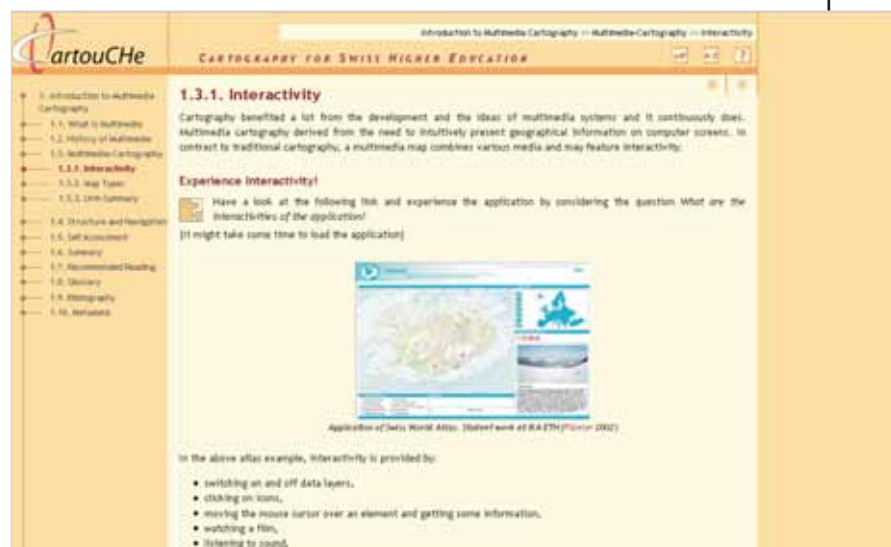 Introduction to Multimedia Cartography >> Multimedia-Cartography >> Interactivity
CartouCHe
CARTOGRAPHY FOR SWISS HIGHER EDUCATION
1. Introduction to Multimedia
Cartography
1.1. What is Multimedia
1.2. History of Multimedia
1.3. Multimedia-Cartography
1.3.1. Interactivity
1.3.2. Map Types
1.3.3. Unit-Summary
1.4. Structure and Navigation
1.5. Self Assessment
1.6. Summary
1.7. Recommended Reading
1.8. Glossary
1.9. Bibliography
1.10. Metadata
1.3.1. Interactivity
Cartography benefited a lot from the development and the ideas of multimedia systems and it continuously does.
Multimedia cartography derived from the need to intuitively present geographical information on computer screens. In
contrast to traditional cartography, a multimedia map combines various media and may feature interactivity.
Experience Interactivity!
Have a look at the following link and experience the application by considering the question What are the
interactivities of the application?
(It might take some time to load the application)
Application of Swiss World Atlas. Student work at IKA ETH ( 2002)
In the above atlas example, interactivity is provided by:
• switching on and off data layers,
• clicking on icons,
• moving the mouse cursor over an element and getting some information,
• watching a film,
• listening to sound,